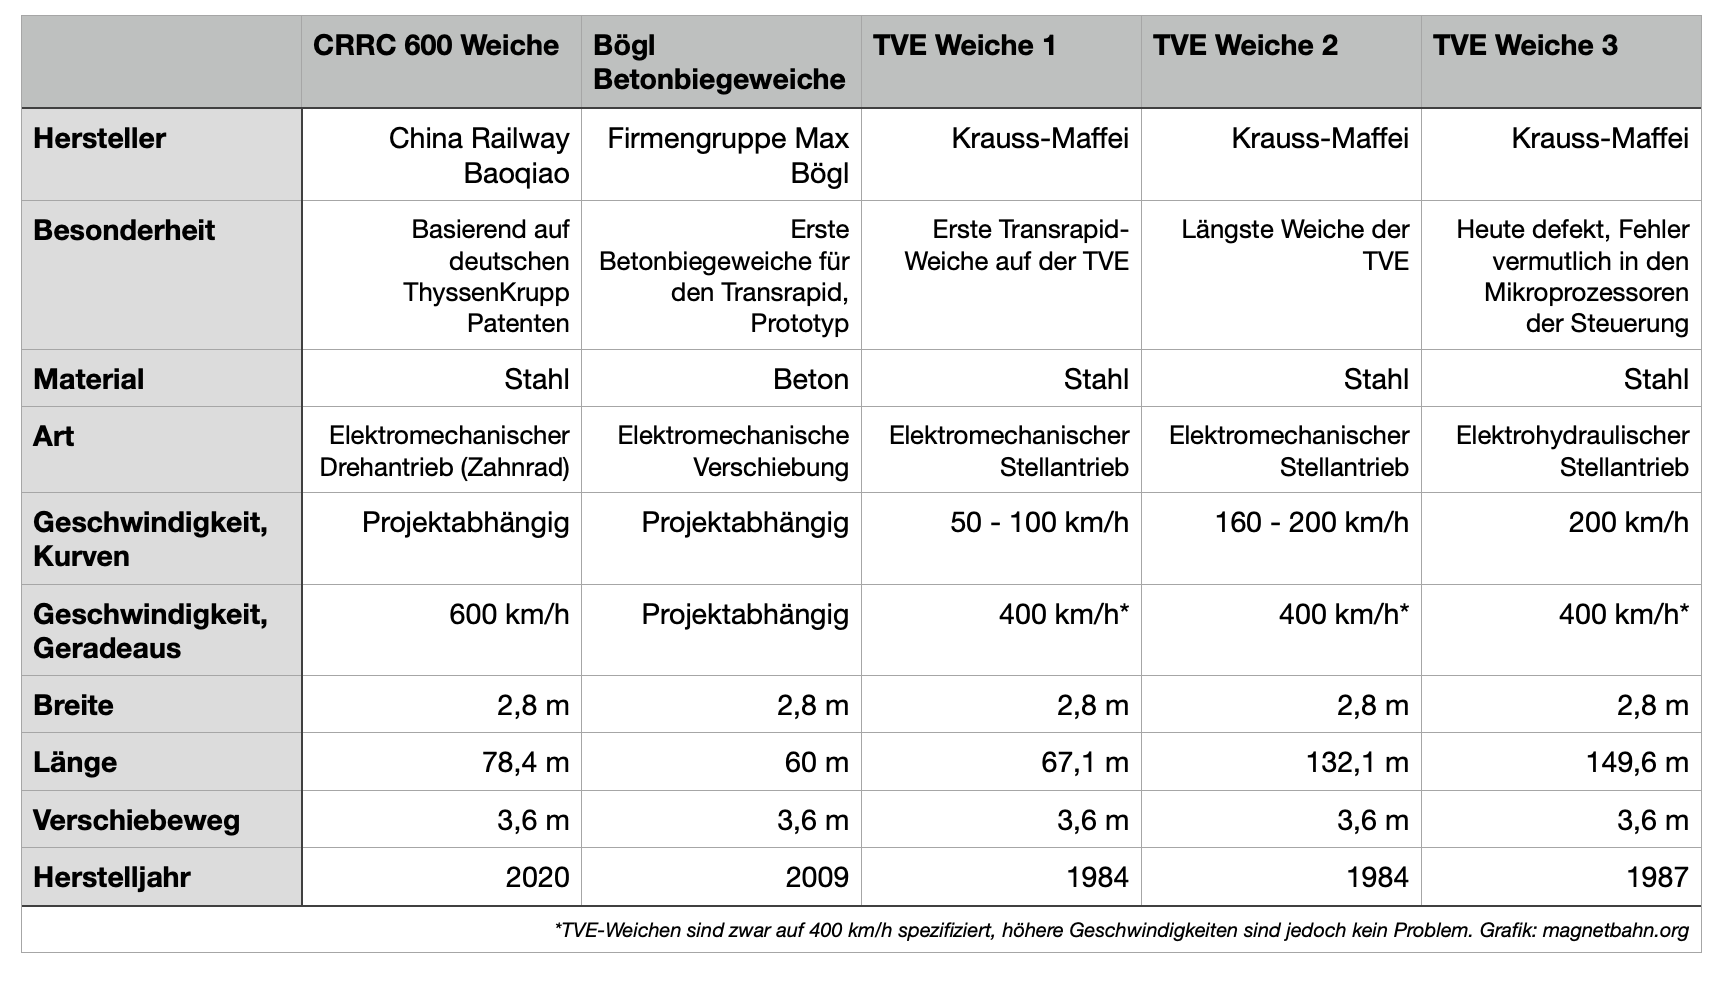 CRRC 600 Weiche
Bögl
Betonbiegeweiche
TVE Weiche 1
TVE Weiche 2
TVE Weiche 3
Hersteller
China Railway
Baoqiao
Firmengruppe Max
Bögl
Krauss-Maffei
Krauss-Maffei
Krauss-Maffei
Besonderheit
Basierend auf
deutschen
ThyssenKrupp
Patenten
Erste
Betonbiegeweiche für
den Transrapid,
Prototyp
Erste Transrapid-
Weiche auf der TVE
Längste Weiche der
TVE
Heute defekt, Fehler
vermutlich in den
Mikroprozessoren
der Steuerung
Material
Stahl
Beton
Stahl
Stahl
Stahl
Art
Elektromechanischer
Drehantrieb (Zahnrad)
Elektromechanische
Verschiebung
Elektromechanischer
Stellantrieb
Elektromechanischer
Stellantrieb
Elektrohydraulischer
Stellantrieb
Geschwindigkeit,
Kurven
Projektabhängig
Projektabhängig
50 - 100 km/h
160 - 200 km/h
200 km/h
Geschwindigkeit,
Geradeaus
600 km/h
Projektabhängig
400 km/h*
400 km/h*
400 km/h*
Breite
2,8 m
2,8 m
2,8 m
2,8 m
2,8 m
Länge
78,4 m
60 m
67,1 m
132,1 m
149,6 m
Verschiebeweg
3,6 m
3,6 m
3,6 m
3,6 m
3,6 m
Herstelljahr
2020
2009
1984
1984
1987
*TVE-Weichen sind zwar auf 400 km/h spezifiziert, höhere Geschwindigkeiten sind jedoch kein Problem. Grafik: magnetbahn.org